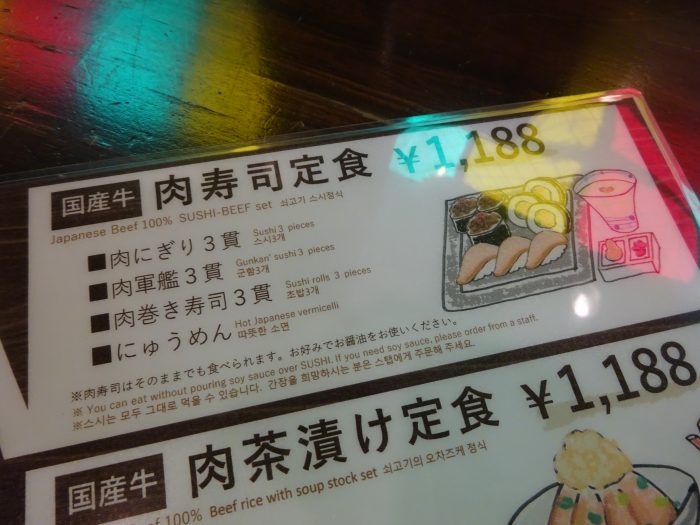 国産牛 肉寿司定食 ¥1,188
Japanese Beef 100% SUSHI-BEEF set 쇠고기 스시정식
■肉にぎり3貫 Sushi 3 pieces
스시3개
■肉軍艦3貫 Gunkan' sushi 3 pieces
군함3개
■肉巻き寿司3貫 Sushi rolls 3 pieces
초밥3개
■にゅうめん Hot Japanese vermicelli
따뜻한 소면
※肉寿司はそのままでも食べられます。お好みでお醤油をお使いください。
※ You can eat without pouring soy sauce over SUSHI. If you need soy sauce, please order from a staff.
※스시는 모두 그대로 먹을 수 있습니다. 간장을 희망하시는 분은 스탭에게 주문해 주세요.
国産牛 肉茶漬け定食 ¥1,188
100% Beef rice with soup stock set 쇠고기의 오차즈케 정식